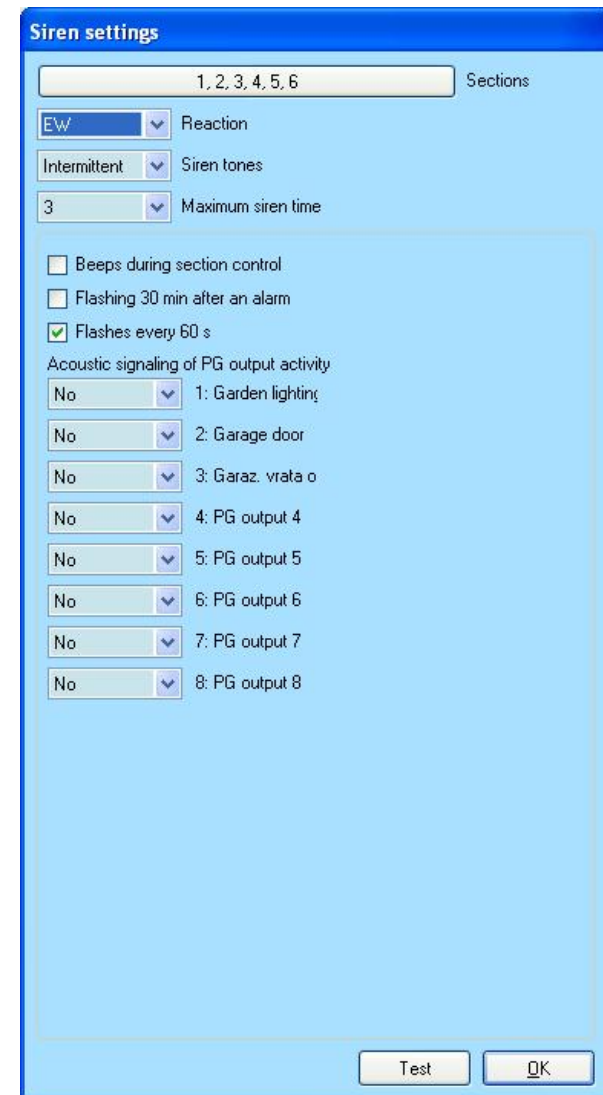 Siren settings
1, 2, 3, 4, 5, 6 Sections
EW Reaction
Intermittent Siren tones
3 Maximum siren time
Beeps during section control
Flashing 30 min after an alarm
Flashes every 60 s
Acoustic signaling of PG output activity
No 1: Garden lighting
No 2: Garage door
No 3: Garaz. vrata o
No 4: PG output 4
No 5: PG output 5
No 6: PG output 6
No 7: PG output 7
No 8: PG output 8
Test OK